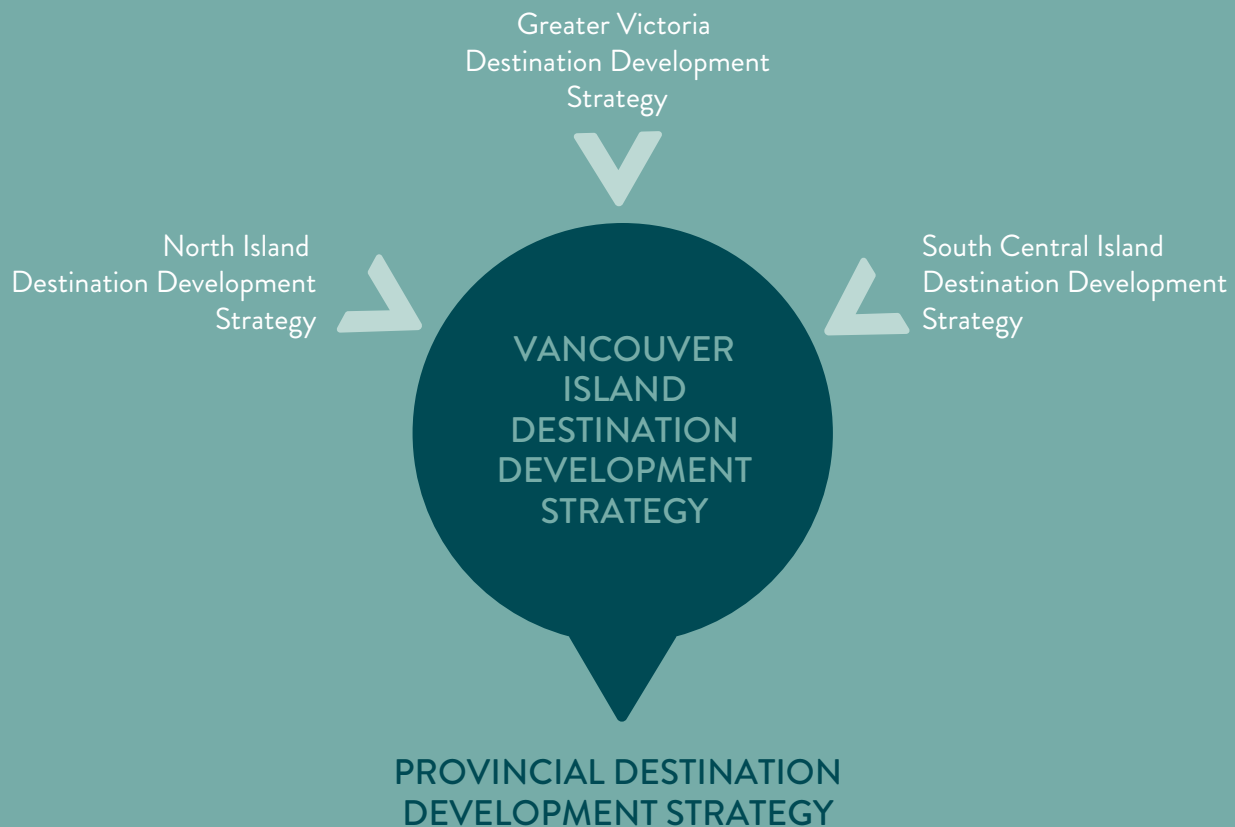 Greater Victoria
Destination Development
Strategy
North Island
Destination Development
Strategy
South Central Island
Destination Development
Strategy
VANCOUVER
ISLAND
DESTINATION
DEVELOPMENT
STRATEGY
PROVINCIAL DESTINATION
DEVELOPMENT STRATEGY